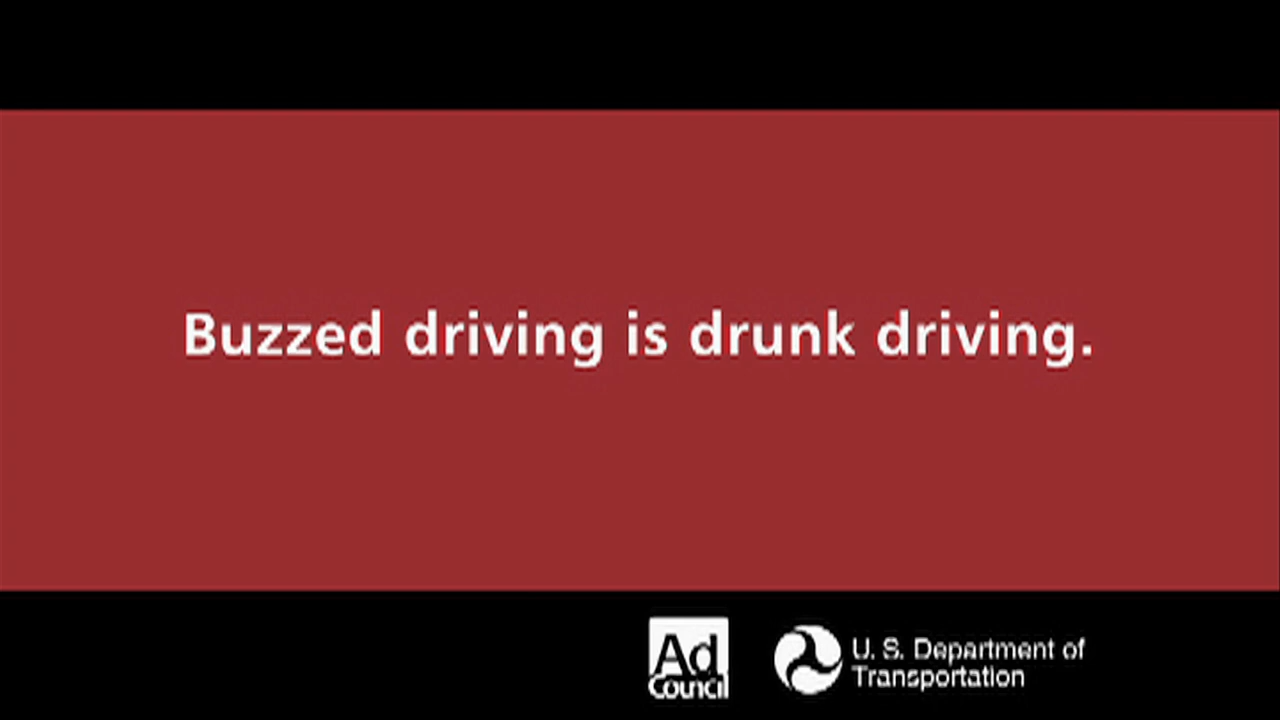 Buzzed driving is drunk driving.
Ad
Council
U. S. Department of
Transportation